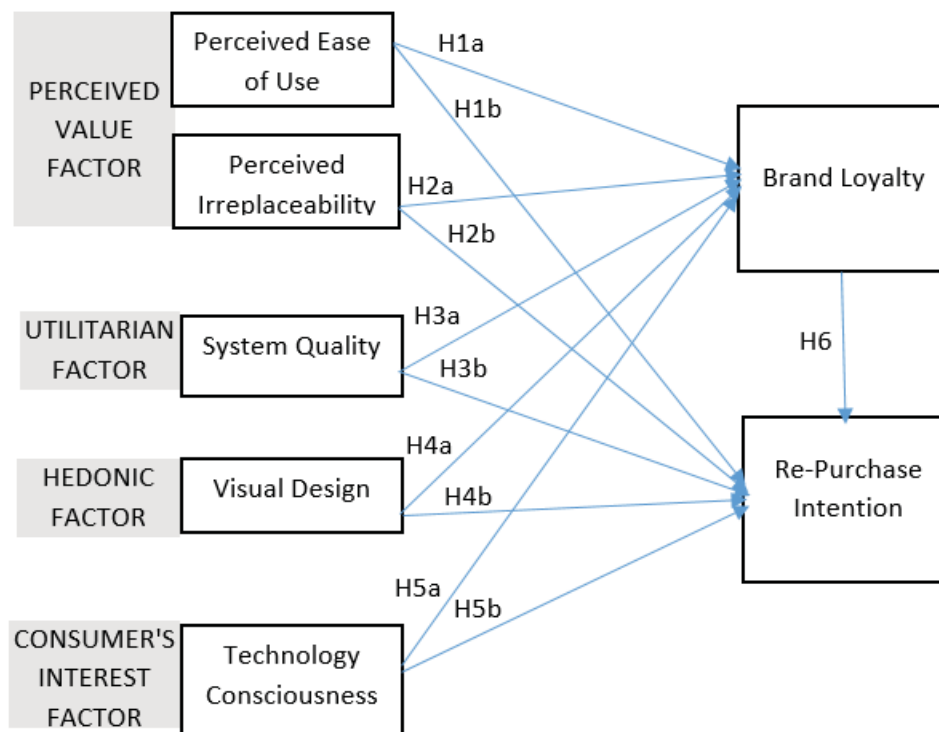 PERCEIVED
VALUE
FACTOR
Perceived Ease
of Use
Perceived
Irreplaceability
UTILITARIAN
FACTOR
System Quality
HEDONIC
FACTOR
Visual Design
CONSUMER'S
INTEREST
FACTOR
Technology
Consciousness
H1a
H1b
H2a
H2b
H3a
H3b
H4a
H4b
H5a
H5b
Brand Loyalty
H6
Re-Purchase
Intention